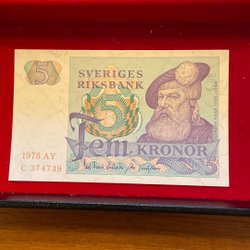 5
SVERIGES
RIKSBANK
5
Fem
KRONOR
1978 AY
C 374739